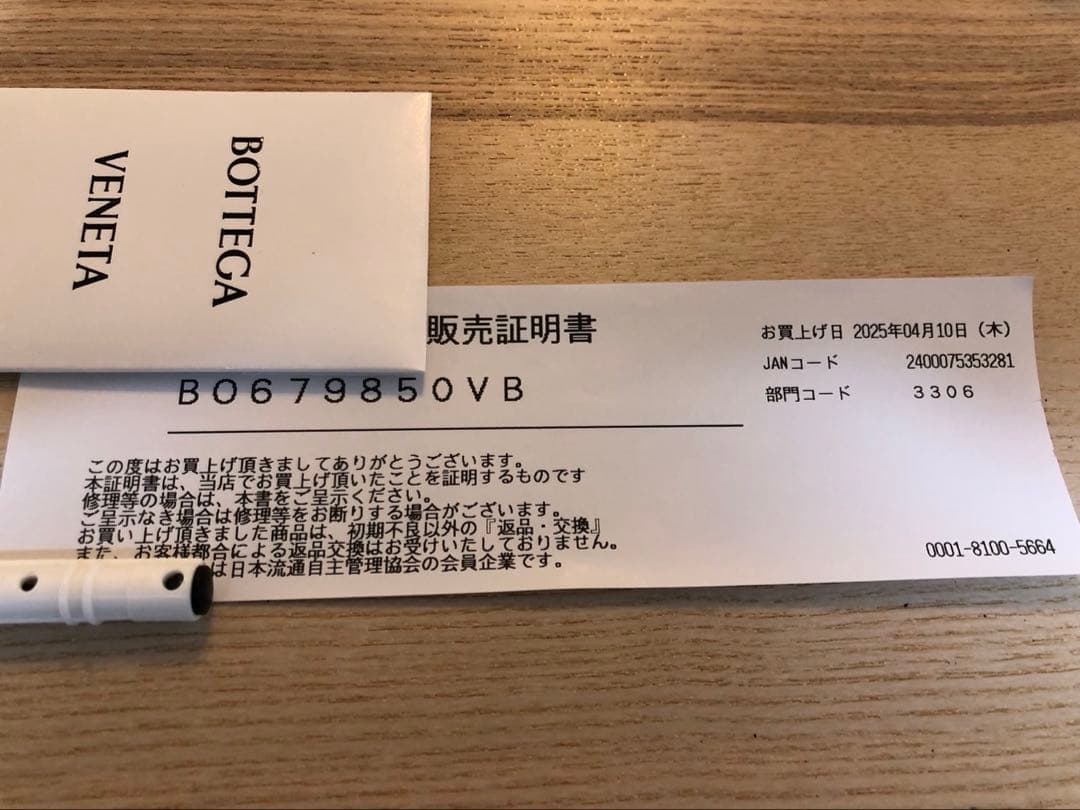 BOTTEGA
VENETA
販売証明書
BO679850VB
お買上げ日 2025年04月10日（木）
JANコード 2400075353281
部門コード 3306
この度はお買上げ頂きましてありがとうございます。
本証明書は、当店でお買上げ頂いたことを証明するものです
修理等の場合は、本書をご呈示ください。
ご呈示なき場合は修理等をお断りする場合がございます。
お買い上げ頂きました商品は、初期不良以外の『返品・交換』
また、お客様都合による返品交換はお受けいたしておりません。
は日本流通自主管理協会の会員企業です。
0001-8100-5664